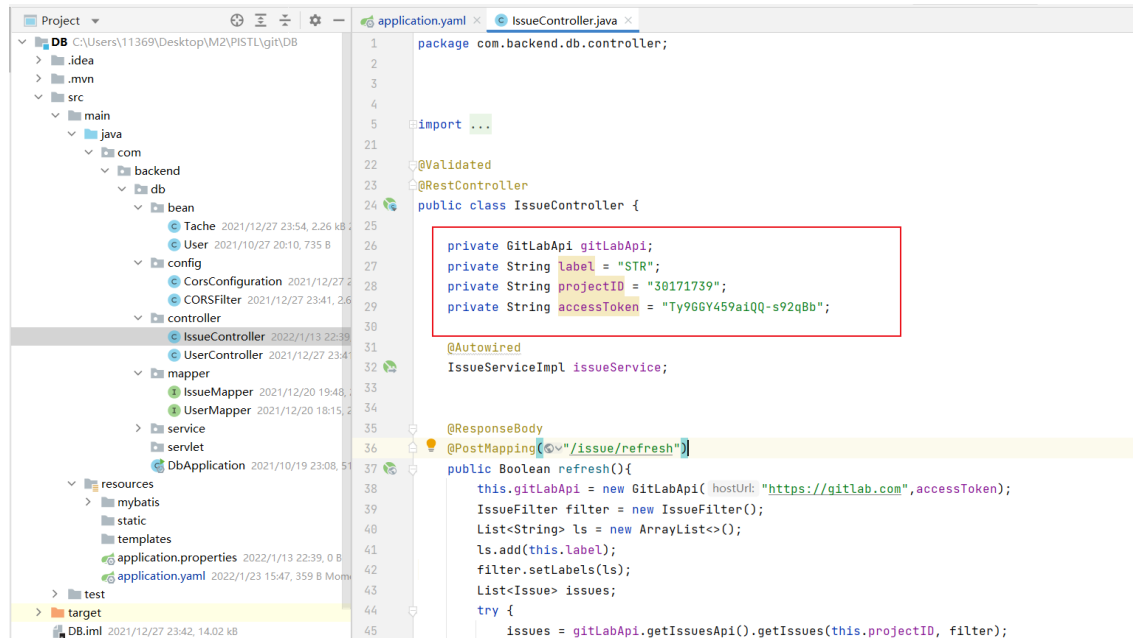 Project
DB C:\Users\11369\Desktop\M2\PISTL\git\DB
.idea
.mvn
src
main
java
com
backend
db
bean
Tache 2021/12/27 23:54, 2.26 kB
User 2021/10/27 20:10, 735 B
config
CorsConfiguration 2021/12/27
CORSFilter 2021/12/27 23:41, 2.6
controller
IssueController 2022/1/13 22:39
UserController 2021/12/27 23:41
mapper
IssueMapper 2021/12/20 19:48,
UserMapper 2021/12/20 18:15,
service
servlet
DbApplication 2021/10/19 23:08, 51
resources
mybatis
static
templates
application.properties 2022/1/13 22:39, 0 B
application.yaml 2022/1/23 15:47, 359 B Mom
test
target
DB.iml 2021/12/27 23:42, 14.02 kB
application.yaml IssueController.java
1 package com.backend.db.controller;
2
3
4
5 import ...
21
22 @Validated
23 @RestController
24 public class IssueController {
25
26 private GitLabApi gitLabApi;
27 private String label = "STR";
28 private String projectID = "30171739";
29 private String accessToken = "Ty9GGY459aiQQ-s92qBb";
30
31 @Autowired
32 IssueServiceImpl issueService;
33
34
35 @ResponseBody
36 @PostMapping("/issue/refresh")
37 public Boolean refresh(){
38 this.gitLabApi = new GitLabApi( hostUrl: "https://gitlab.com",accessToken);
39 IssueFilter filter = new IssueFilter();
40 List<String> ls = new ArrayList<>();
41 ls.add(this.label);
42 filter.setLabels(ls);
43 List<Issue> issues;
44 try {
45 issues = gitLabApi.getIssuesApi().getIssues(this.projectID, filter);